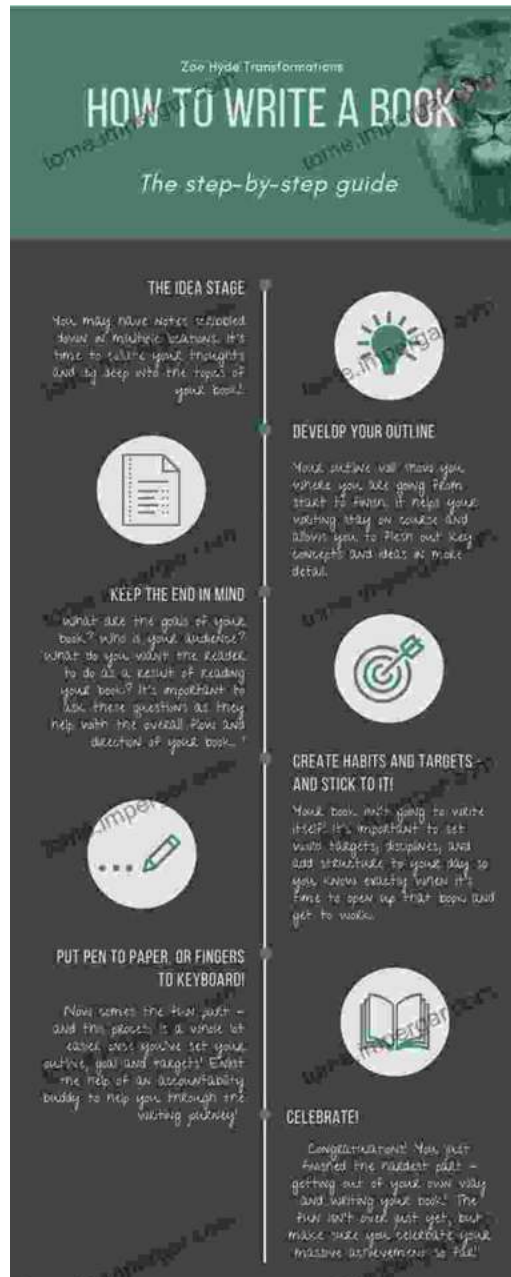 Zoe Hyde Transformations
HOW TO WRITE A BOOK
The step-by-step guide
THE IDEA STAGE
You may have notes scribbled
down in multiple locations. It's
time to collate your thoughts
and dig deep into the topics of
your book!
DEVELOP YOUR OUTLINE
Your outline will show you
where you are going from
start to finish. It helps your
writing stay on course and
allows you to flesh out key
concepts and ideas in more
detail.
KEEP THE END IN MIND
What are the goals of your
book? Who is your audience?
What do you want the reader
to do as a result of reading
your book? It's important to
ask these questions as they
help with the overall flow and
direction of your book.
CREATE HABITS AND TARGETS -
AND STICK TO IT!
Your book isn't going to write
itself! It's important to set
word targets, disciplines, and
add structure to your day so
you know exactly when it's
time to open up that book and
get to work.
PUT PEN TO PAPER, OR FINGERS
TO KEYBOARD!
Now comes the fun part -
and this process is a whole lot
easier once you've set your
outline, goal and targets! Enlist
the help of an accountability
buddy to help you through the
writing journey!
CELEBRATE!
Congratulations! You just
finished the hardest part -
getting out of your own way
and writing your book! The
fun isn't over just yet, but
make sure you celebrate your
massive achievement so far!